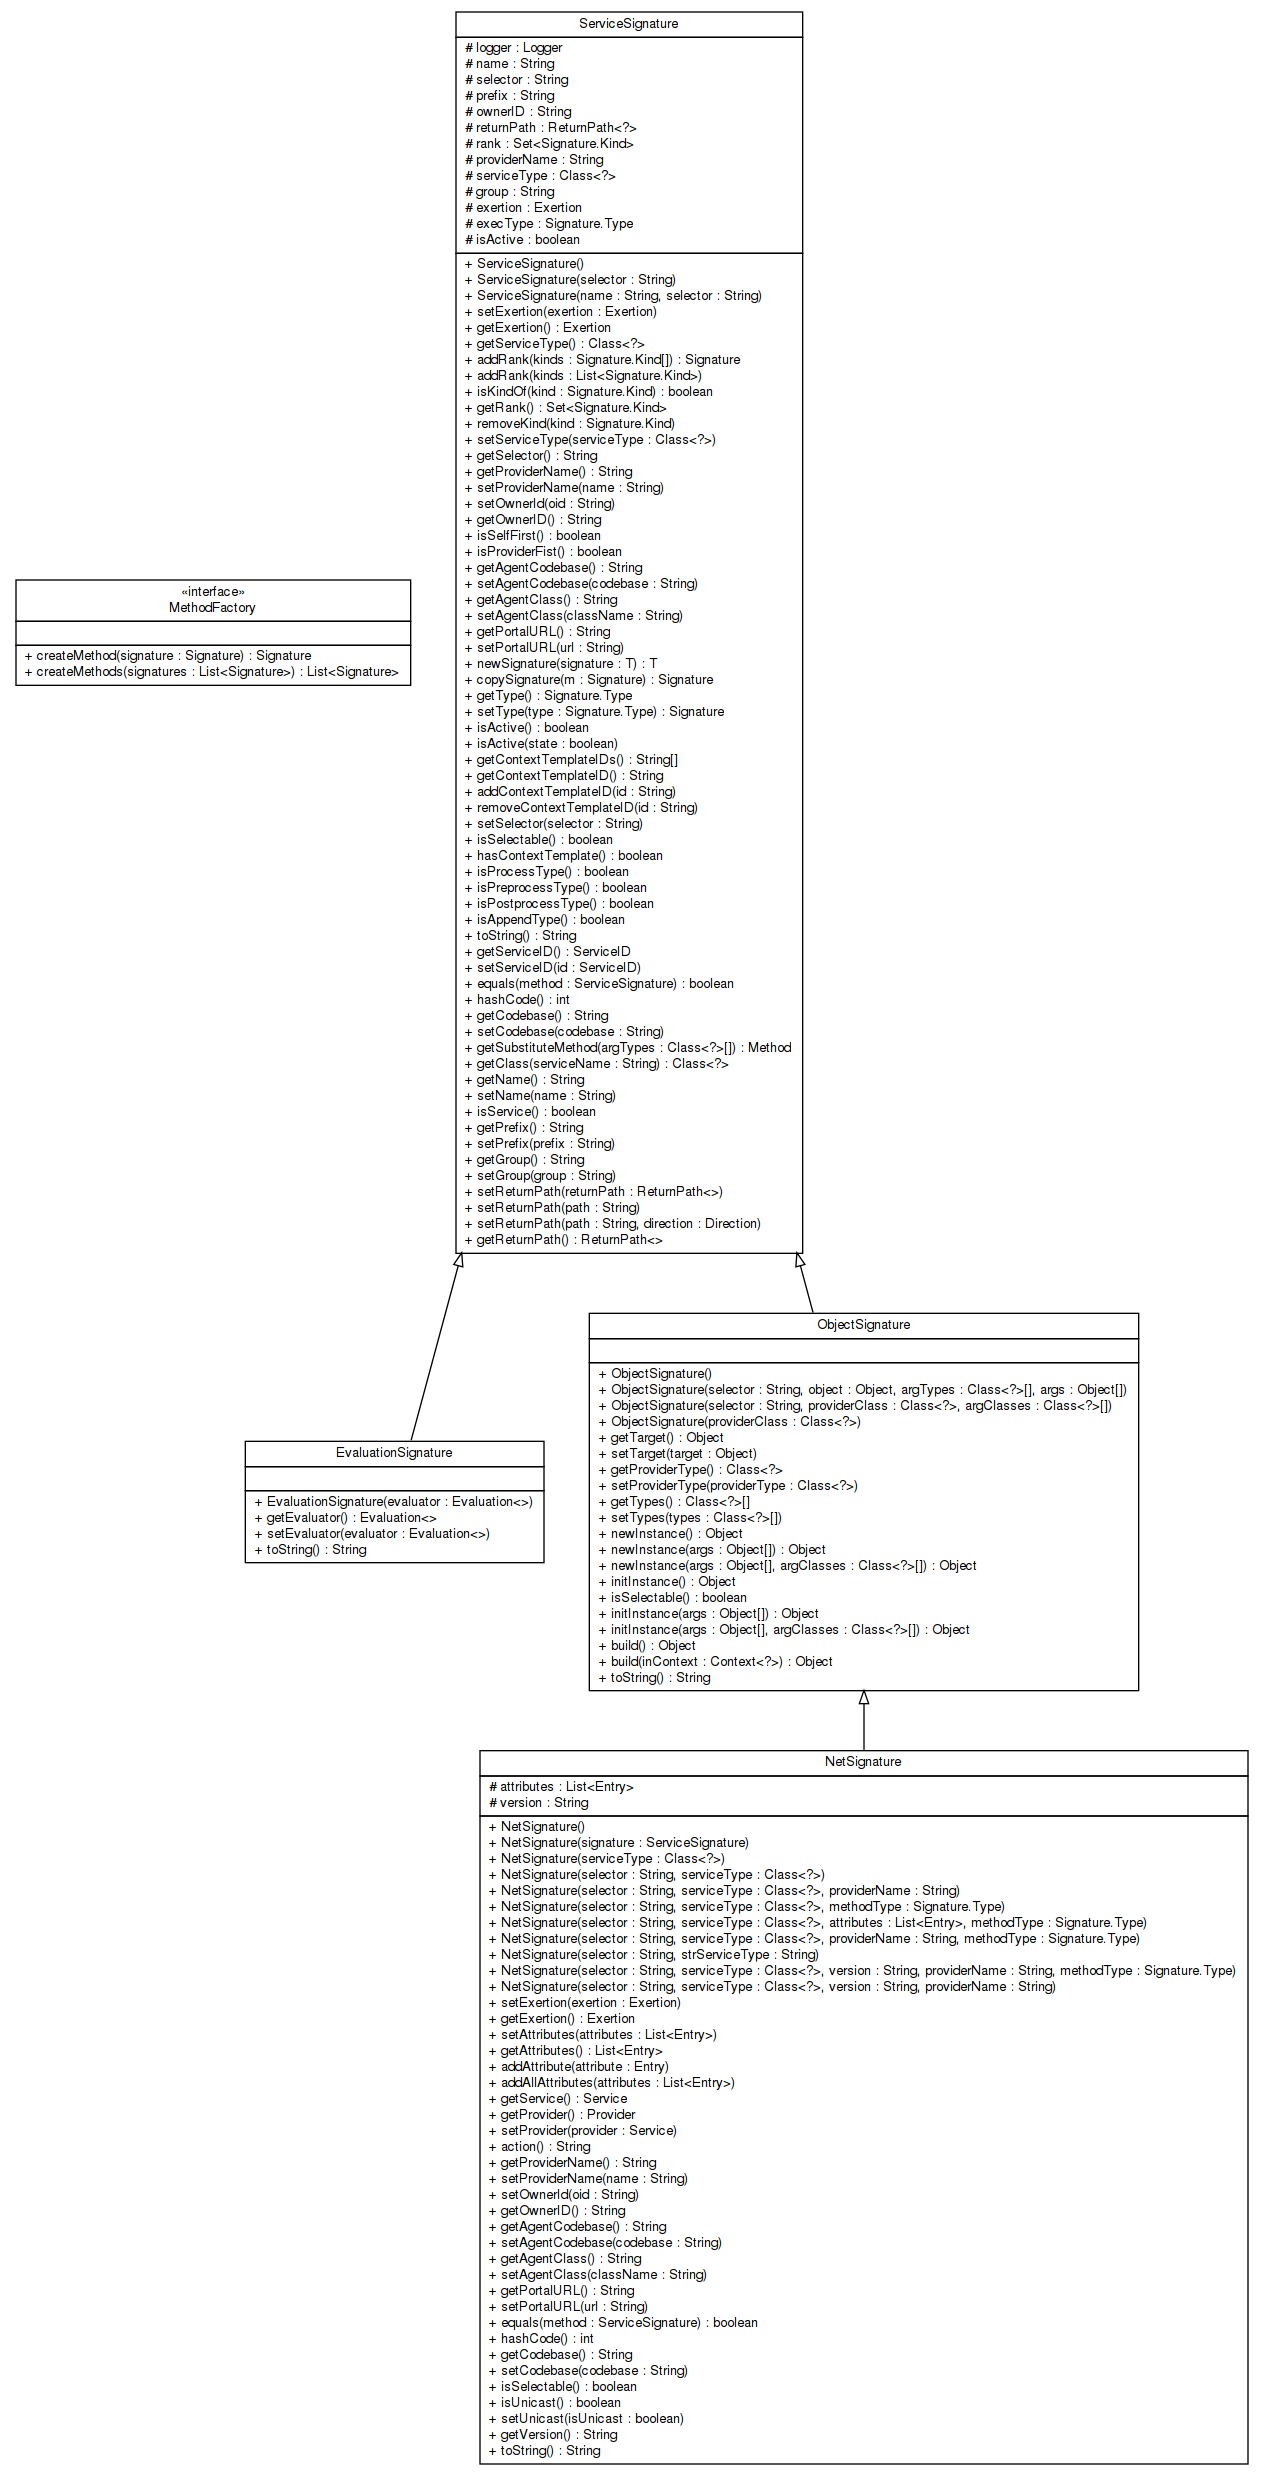 ServiceSignature
# logger : Logger
# name : String
# selector : String
# prefix : String
# ownerID : String
# returnPath : ReturnPath<?>
# rank : Set<Signature.Kind>
# providerName : String
# serviceType : Class<?>
# group : String
# exertion : Exertion
# execType : Signature.Type
# isActive : boolean
+ ServiceSignature()
+ ServiceSignature(selector : String)
+ ServiceSignature(name : String, selector : String)
+ setExertion(exertion : Exertion)
+ getExertion() : Exertion
+ getServiceType() : Class<?>
+ addRank(kinds : Signature.Kind[]) : Signature
+ addRank(kinds : List<Signature.Kind>)
+ isKindOf(kind : Signature.Kind) : boolean
+ getRank() : Set<Signature.Kind>
+ removeKind(kind : Signature.Kind)
+ setServiceType(serviceType : Class<?>)
+ getSelector() : String
+ getProviderName() : String
+ setProviderName(name : String)
+ setOwnerId(oid : String)
+ getOwnerID() : String
+ isSelfFirst() : boolean
+ isProviderFist() : boolean
+ getAgentCodebase() : String
+ setAgentCodebase(codebase : String)
+ getAgentClass() : String
+ setAgentClass(className : String)
+ getPortalURL() : String
+ setPortalURL(url : String)
+ newSignature(signature : T) : T
+ copySignature(m : Signature) : Signature
+ getType() : Signature.Type
+ setType(type : Signature.Type) : Signature
+ isActive() : boolean
+ isActive(state : boolean)
+ getContextTemplateIDs() : String[]
+ getContextTemplateID() : String
+ addContextTemplateID(id : String)
+ removeContextTemplateID(id : String)
+ setSelector(selector : String)
+ isSelectable() : boolean
+ hasContextTemplate() : boolean
+ isProcessType() : boolean
+ isPreprocessType() : boolean
+ isPostprocessType() : boolean
+ isAppendType() : boolean
+ toString() : String
+ getServiceID() : ServiceID
+ setServiceID(id : ServiceID)
+ equals(method : ServiceSignature) : boolean
+ hashCode() : int
+ getCodebase() : String
+ setCodebase(codebase : String)
+ getSubstituteMethod(argTypes : Class<?>[]) : Method
+ getClass(serviceName : String) : Class<?>
+ getName() : String
+ setName(name : String)
+ isService() : boolean
+ getPrefix() : String
+ setPrefix(prefix : String)
+ getGroup() : String
+ setGroup(group : String)
+ setReturnPath(returnPath : ReturnPath<>)
+ setReturnPath(path : String)
+ setReturnPath(path : String, direction : Direction)
+ getReturnPath() : ReturnPath<>
«interface»
MethodFactory
+ createMethod(signature : Signature) : Signature
+ createMethods(signatures : List<Signature>) : List<Signature>
ObjectSignature
+ ObjectSignature()
+ ObjectSignature(selector : String, object : Object, argTypes : Class<?>[], args : Object[])
+ ObjectSignature(selector : String, providerClass : Class<?>, argClasses : Class<?>[])
+ ObjectSignature(providerClass : Class<?>)
+ getTarget() : Object
+ setTarget(target : Object)
+ getProviderType() : Class<?>
+ setProviderType(providerType : Class<?>)
+ getTypes() : Class<?>[]
+ setTypes(types : Class<?>[])
+ newInstance() : Object
+ newInstance(args : Object[]) : Object
+ newInstance(args : Object[], argClasses : Class<?>[]) : Object
+ initInstance() : Object
+ isSelectable() : boolean
+ initInstance(args : Object[]) : Object
+ initInstance(args : Object[], argClasses : Class<?>[]) : Object
+ build() : Object
+ build(inContext : Context<?>) : Object
+ toString() : String
EvaluationSignature
+ EvaluationSignature(evaluator : Evaluation<>)
+ getEvaluator() : Evaluation<>
+ setEvaluator(evaluator : Evaluation<>)
+ toString() : String
NetSignature
# attributes : List<Entry>
# version : String
+ NetSignature()
+ NetSignature(signature : ServiceSignature)
+ NetSignature(serviceType : Class<?>)
+ NetSignature(selector : String, serviceType : Class<?>)
+ NetSignature(selector : String, serviceType : Class<?>, providerName : String)
+ NetSignature(selector : String, serviceType : Class<?>, methodType : Signature.Type)
+ NetSignature(selector : String, serviceType : Class<?>, attributes : List<Entry>, methodType : Signature.Type)
+ NetSignature(selector : String, serviceType : Class<?>, providerName : String, methodType : Signature.Type)
+ NetSignature(selector : String, strServiceType : String)
+ NetSignature(selector : String, serviceType : Class<?>, version : String, providerName : String, methodType : Signature.Type)
+ NetSignature(selector : String, serviceType : Class<?>, version : String, providerName : String)
+ setExertion(exertion : Exertion)
+ getExertion() : Exertion
+ setAttributes(attributes : List<Entry>)
+ getAttributes() : List<Entry>
+ addAttribute(attribute : Entry)
+ addAllAttributes(attributes : List<Entry>)
+ getService() : Service
+ getProvider() : Provider
+ setProvider(provider : Service)
+ action() : String
+ getProviderName() : String
+ setProviderName(name : String)
+ setOwnerId(oid : String)
+ getOwnerID() : String
+ getAgentCodebase() : String
+ setAgentCodebase(codebase : String)
+ getAgentClass() : String
+ setAgentClass(className : String)
+ getPortalURL() : String
+ setPortalURL(url : String)
+ equals(method : ServiceSignature) : boolean
+ hashCode() : int
+ getCodebase() : String
+ setCodebase(codebase : String)
+ isSelectable() : boolean
+ isUnicast() : boolean
+ setUnicast(isUnicast : boolean)
+ getVersion() : String
+ toString() : String